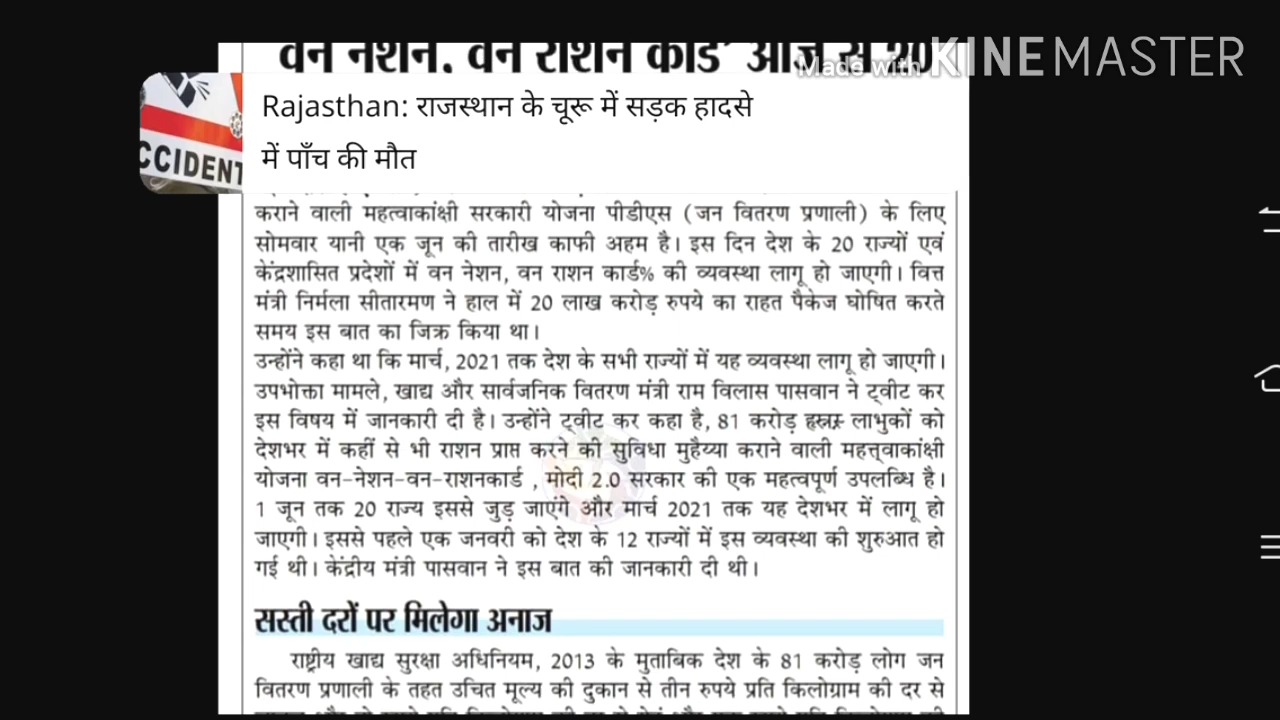 वन नेशन, वन राशन कार्ड’ आज से 20
Made with KINEMASTER
Rajasthan: राजस्थान के चूरू में सड़क हादसे
में पाँच की मौत
CCIDENT
कराने वाली महत्वाकांक्षी सरकारी योजना पीडीएस (जन वितरण प्रणाली) के लिए
सोमवार यानी एक जून की तारीख काफी अहम है। इस दिन देश के 20 राज्यों एवं
केंद्रशासित प्रदेशों में वन नेशन, वन राशन कार्ड% की व्यवस्था लागू हो जाएगी। वित्त
मंत्री निर्मला सीतारमण ने हाल में 20 लाख करोड़ रुपये का राहत पैकेज घोषित करते
समय इस बात का जिक्र किया था।
उन्होंने कहा था कि मार्च, 2021 तक देश के सभी राज्यों में यह व्यवस्था लागू हो जाएगी।
उपभोक्ता मामले, खाद्य और सार्वजनिक वितरण मंत्री राम विलास पासवान ने ट्वीट कर
इस विषय में जानकारी दी है। उन्होंने ट्वीट कर कहा है, 81 करोड़ लाभुकों को
देशभर में कहीं से भी राशन प्राप्त करने की सुविधा मुहैय्या कराने वाली महत्त्वाकांक्षी
योजना वन-नेशन-वन-राशनकार्ड , मोदी 2.0 सरकार की एक महत्वपूर्ण उपलब्धि है।
1 जून तक 20 राज्य इससे जुड़ जाएंगे और मार्च 2021 तक यह देशभर में लागू हो
जाएगी। इससे पहले एक जनवरी को देश के 12 राज्यों में इस व्यवस्था की शुरुआत हो
गई थी। केंद्रीय मंत्री पासवान ने इस बात की जानकारी दी थी।
सस्ती दरों पर मिलेगा अनाज
राष्ट्रीय खाद्य सुरक्षा अधिनियम, 2013 के मुताबिक देश के 81 करोड़ लोग जन
वितरण प्रणाली के तहत उचित मूल्य की दुकान से तीन रुपये प्रति किलोग्राम की दर से